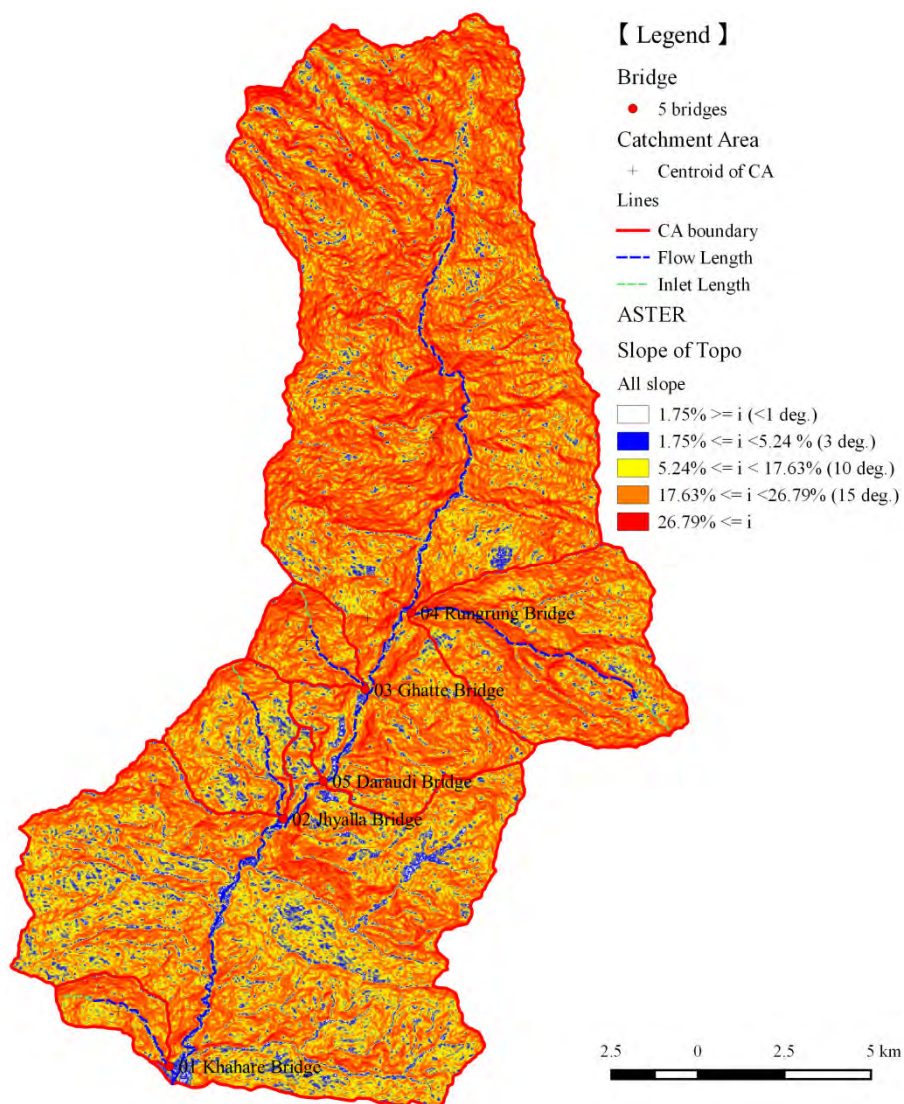 【 Legend 】
Bridge
5 bridges
Catchment Area
Centroid of CA
Lines
CA boundary
Flow Length
Inlet Length
ASTER
Slope of Topo
All slope
1.75% >= i (<1 deg.)
1.75% <= i <5.24 % (3 deg.)
5.24% <= i < 17.63% (10 deg.)
17.63% <= i <26.79% (15 deg.)
26.79% <= i
04 Rungrung Bridge
03 Ghatte Bridge
05 Daraudi Bridge
02 Jhyalla Bridge
01 Khahare Bridge
2.5 0 2.5 5 km